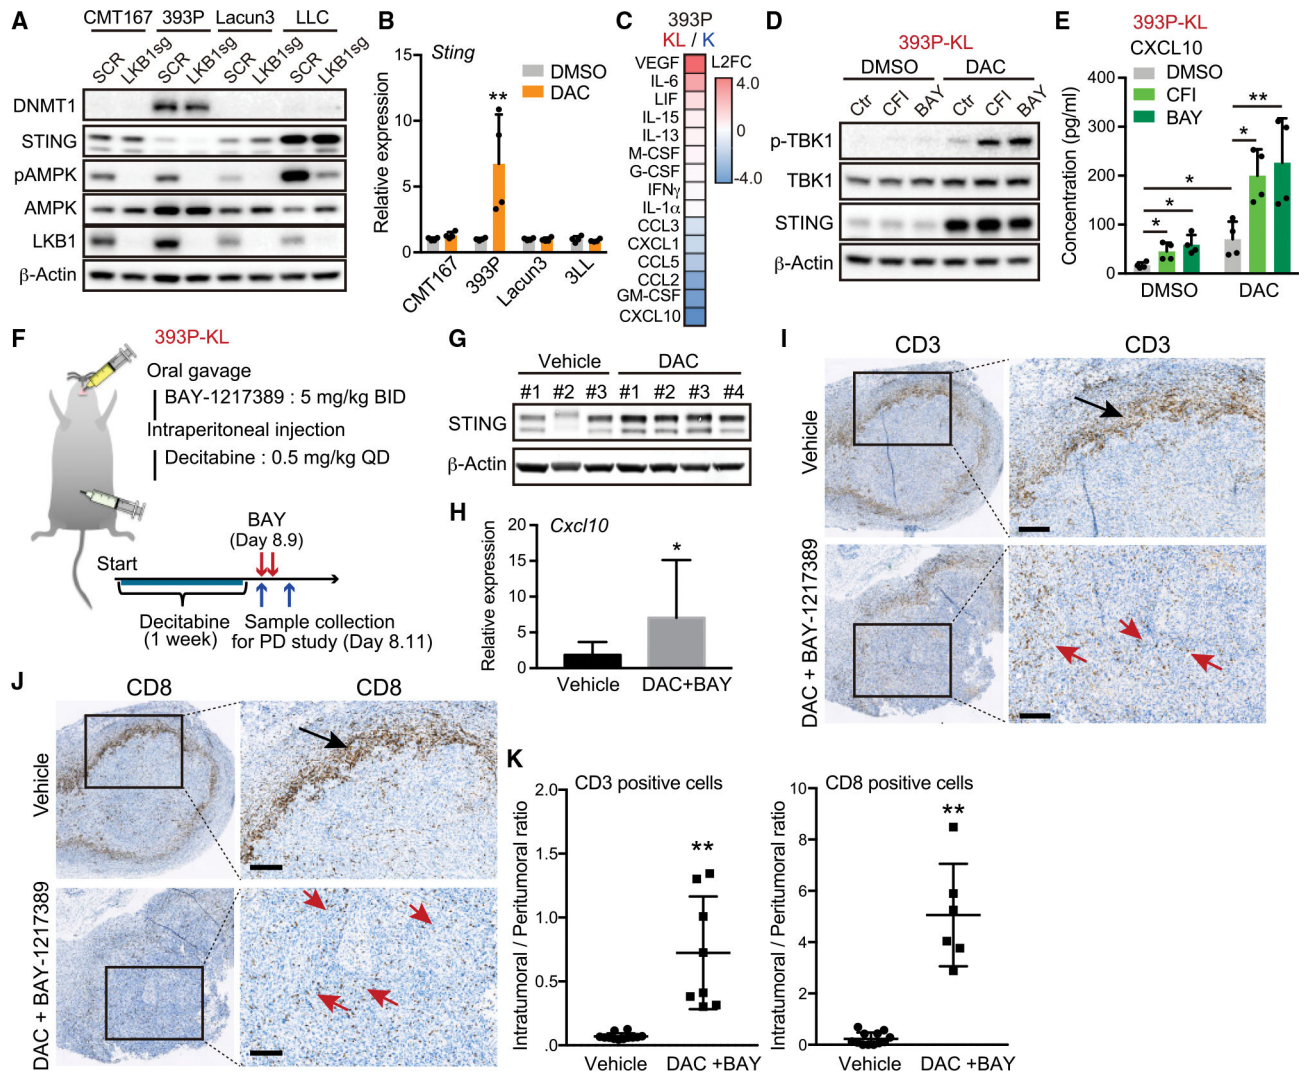 A
CMT167 393P Lacun3 LLC
SCR LKB1sg SCR LKB1sg SCR LKB1sg SCR LKB1sg
DNMT1
STING
pAMPK
AMPK
LKB1
β-Actin
B
Sting
Relative expression
15
10
5
0
DMSO
DAC
**
CMT167 393P Lacun3 3LL
C
393P
KL / K
L2FC
4.0
0
-4.0
VEGF
IL-6
LIF
IL-15
IL-13
M-CSF
G-CSF
IFNγ
IL-1α
CCL3
CXCL1
CCL5
CCL2
GM-CSF
CXCL10
D
393P-KL
DMSO DAC
Ctr CFI BAY Ctr CFI BAY
p-TBK1
TBK1
STING
β-Actin
E
393P-KL
CXCL10
DMSO
CFI
BAY
Concentration (pg/ml)
400
300
200
100
0
* * * * **
DMSO DAC
F
393P-KL
Oral gavage
BAY-1217389 : 5 mg/kg BID
Intraperitoneal injection
Decitabine : 0.5 mg/kg QD
BAY
(Day 8.9)
Start
Decitabine
(1 week)
Sample collection
for PD study (Day 8.11)
G
Vehicle DAC
#1 #2 #3 #1 #2 #3 #4
STING
β-Actin
H
Cxcl10
Relative expression
20
15
10
5
0
*
Vehicle DAC+BAY
I
CD3 CD3
Vehicle
DAC + BAY-1217389
J
CD8 CD8
Vehicle
DAC + BAY-1217389
K
CD3 positive cells
Intratumoral / Peritumoral ratio
2.0
1.5
1.0
0.5
.0
**
Vehicle DAC +BAY
CD8 positive cells
Intratumoral / Peritumoral ratio
10
8
6
4
2
0
**
Vehicle DAC +BAY